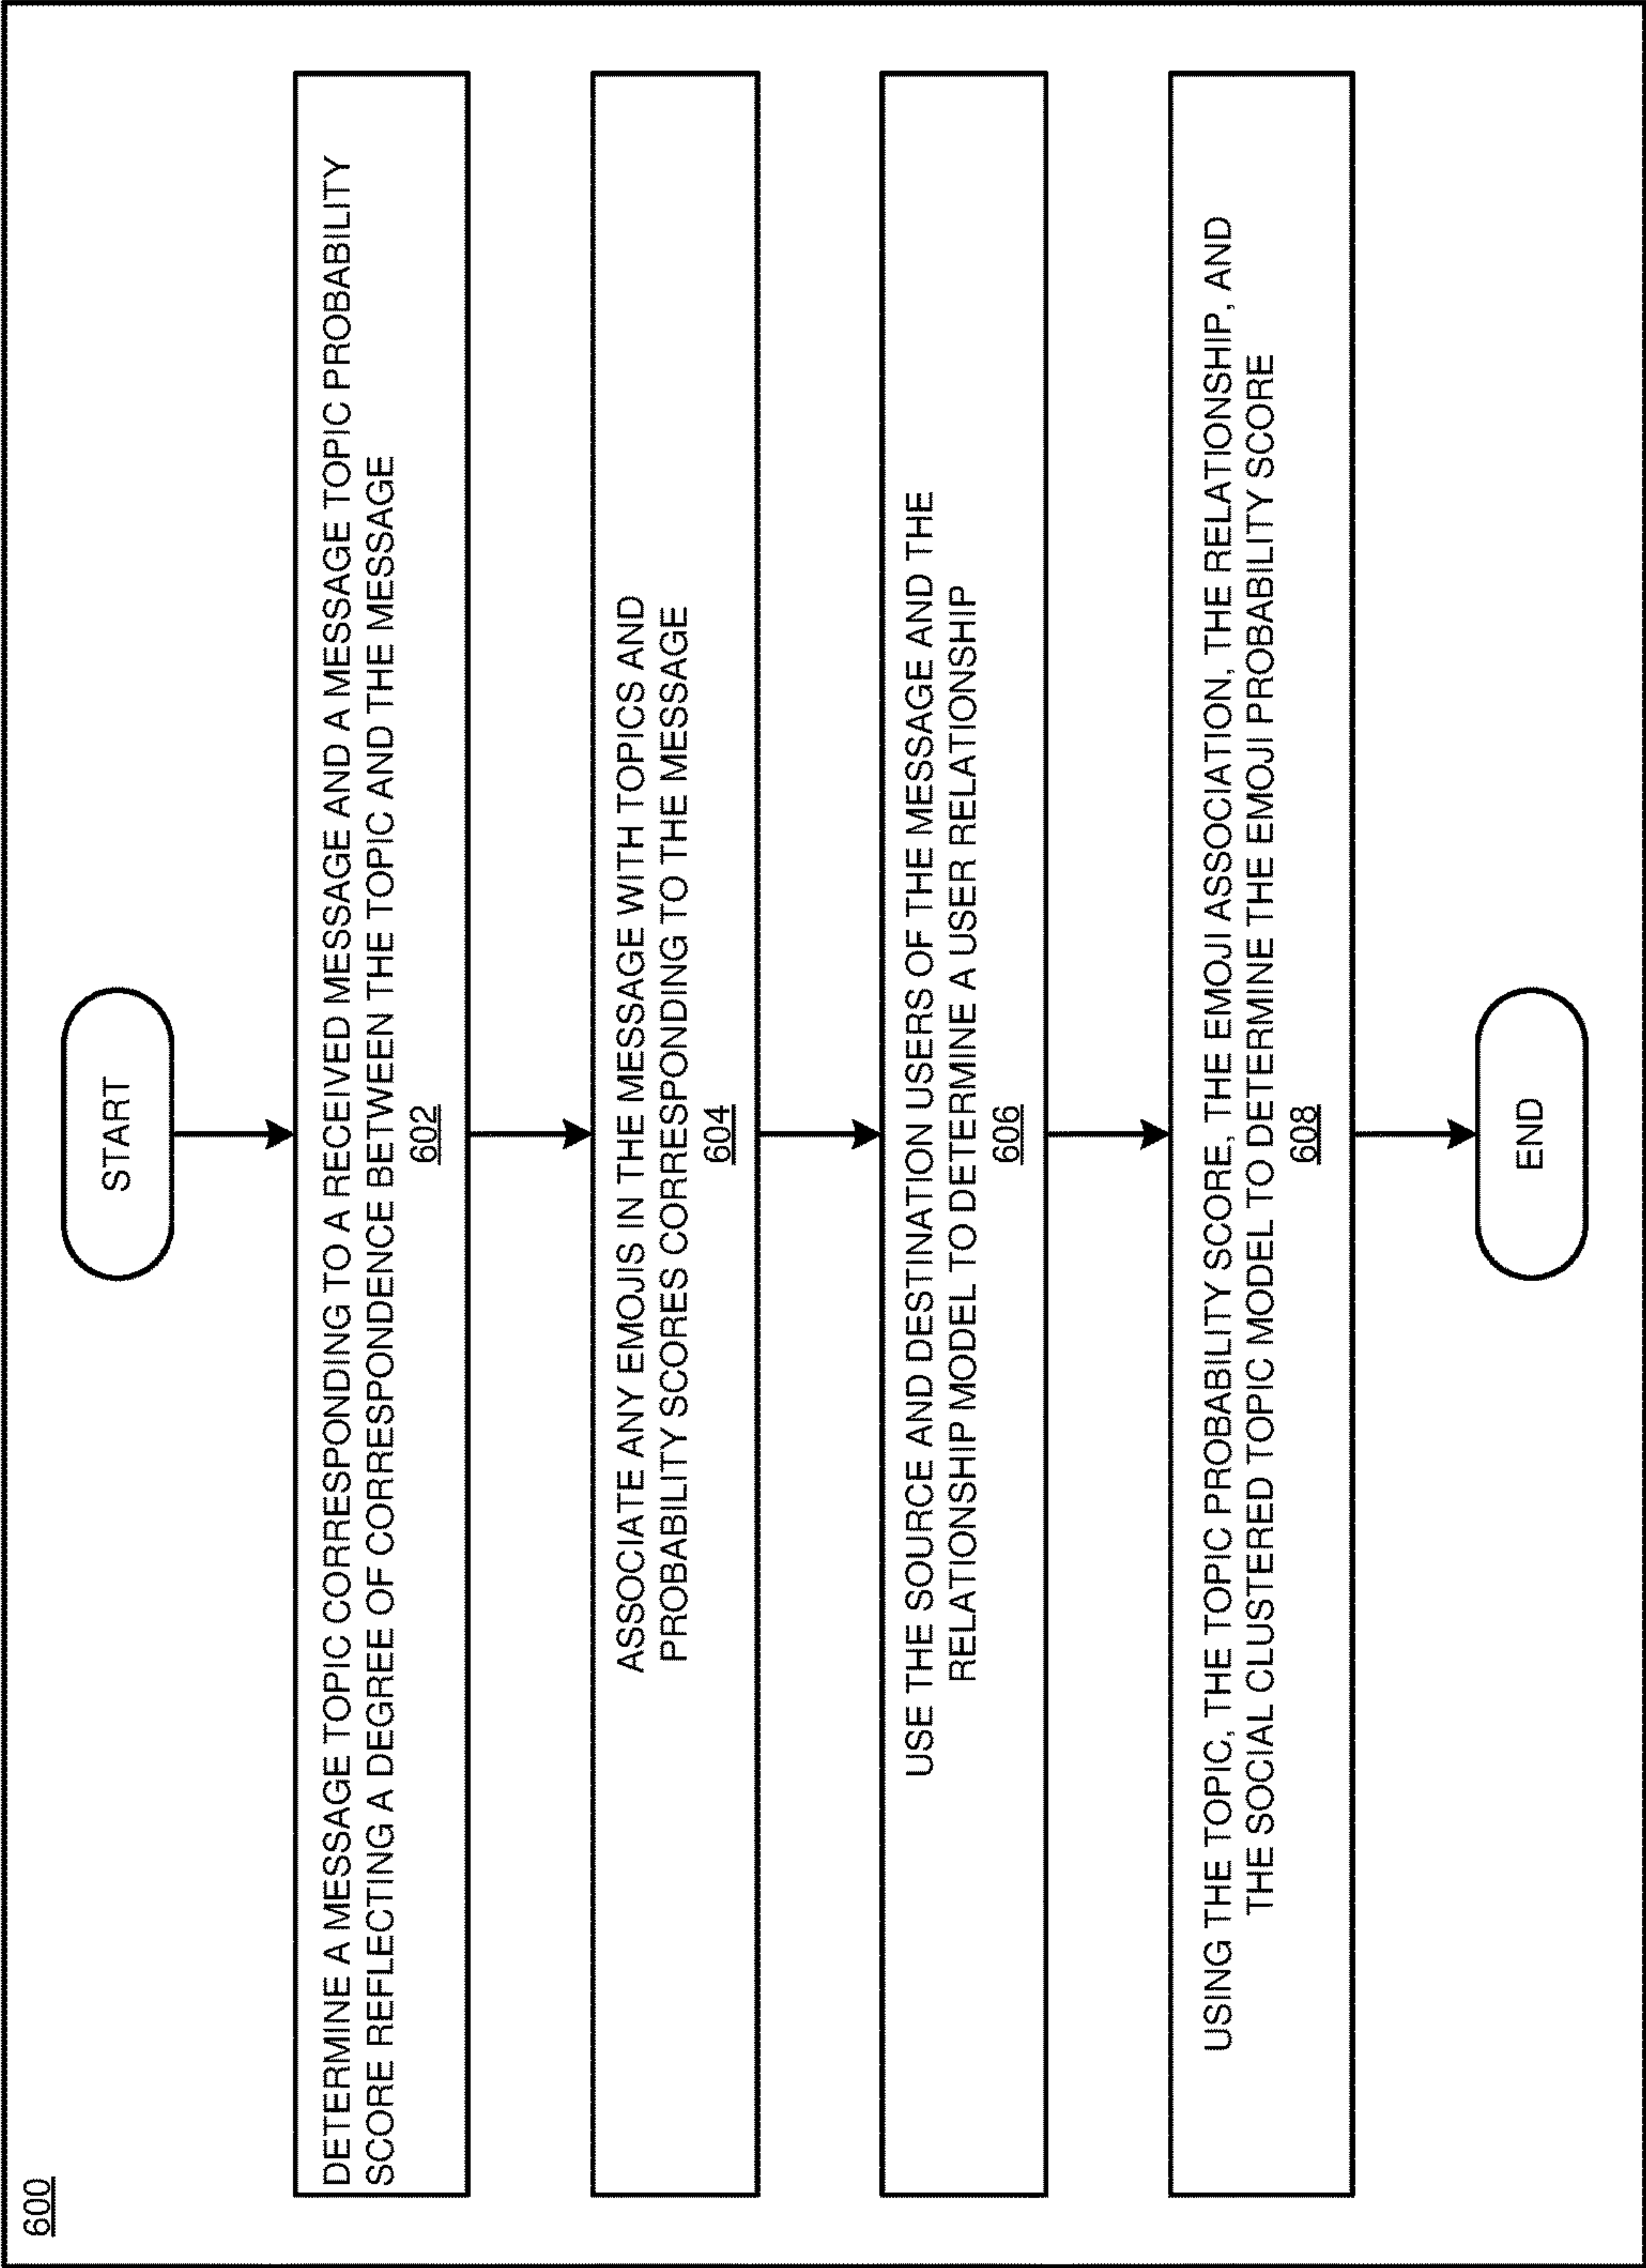 600
START
DETERMINE A MESSAGE TOPIC CORRESPONDING TO A RECEIVED MESSAGE AND A MESSAGE TOPIC PROBABILITY
SCORE REFLECTING A DEGREE OF CORRESPONDENCE BETWEEN THE TOPIC AND THE MESSAGE
602
ASSOCIATE ANY EMOJIS IN THE MESSAGE WITH TOPICS AND
PROBABILITY SCORES CORRESPONDING TO THE MESSAGE
604
USE THE SOURCE AND DESTINATION USERS OF THE MESSAGE AND THE
RELATIONSHIP MODEL TO DETERMINE A USER RELATIONSHIP
606
USING THE TOPIC, THE TOPIC PROBABILITY SCORE, THE EMOJI ASSOCIATION, THE RELATIONSHIP, AND
THE SOCIAL CLUSTERED TOPIC MODEL TO DETERMINE THE EMOJI PROBABILITY SCORE
608
END